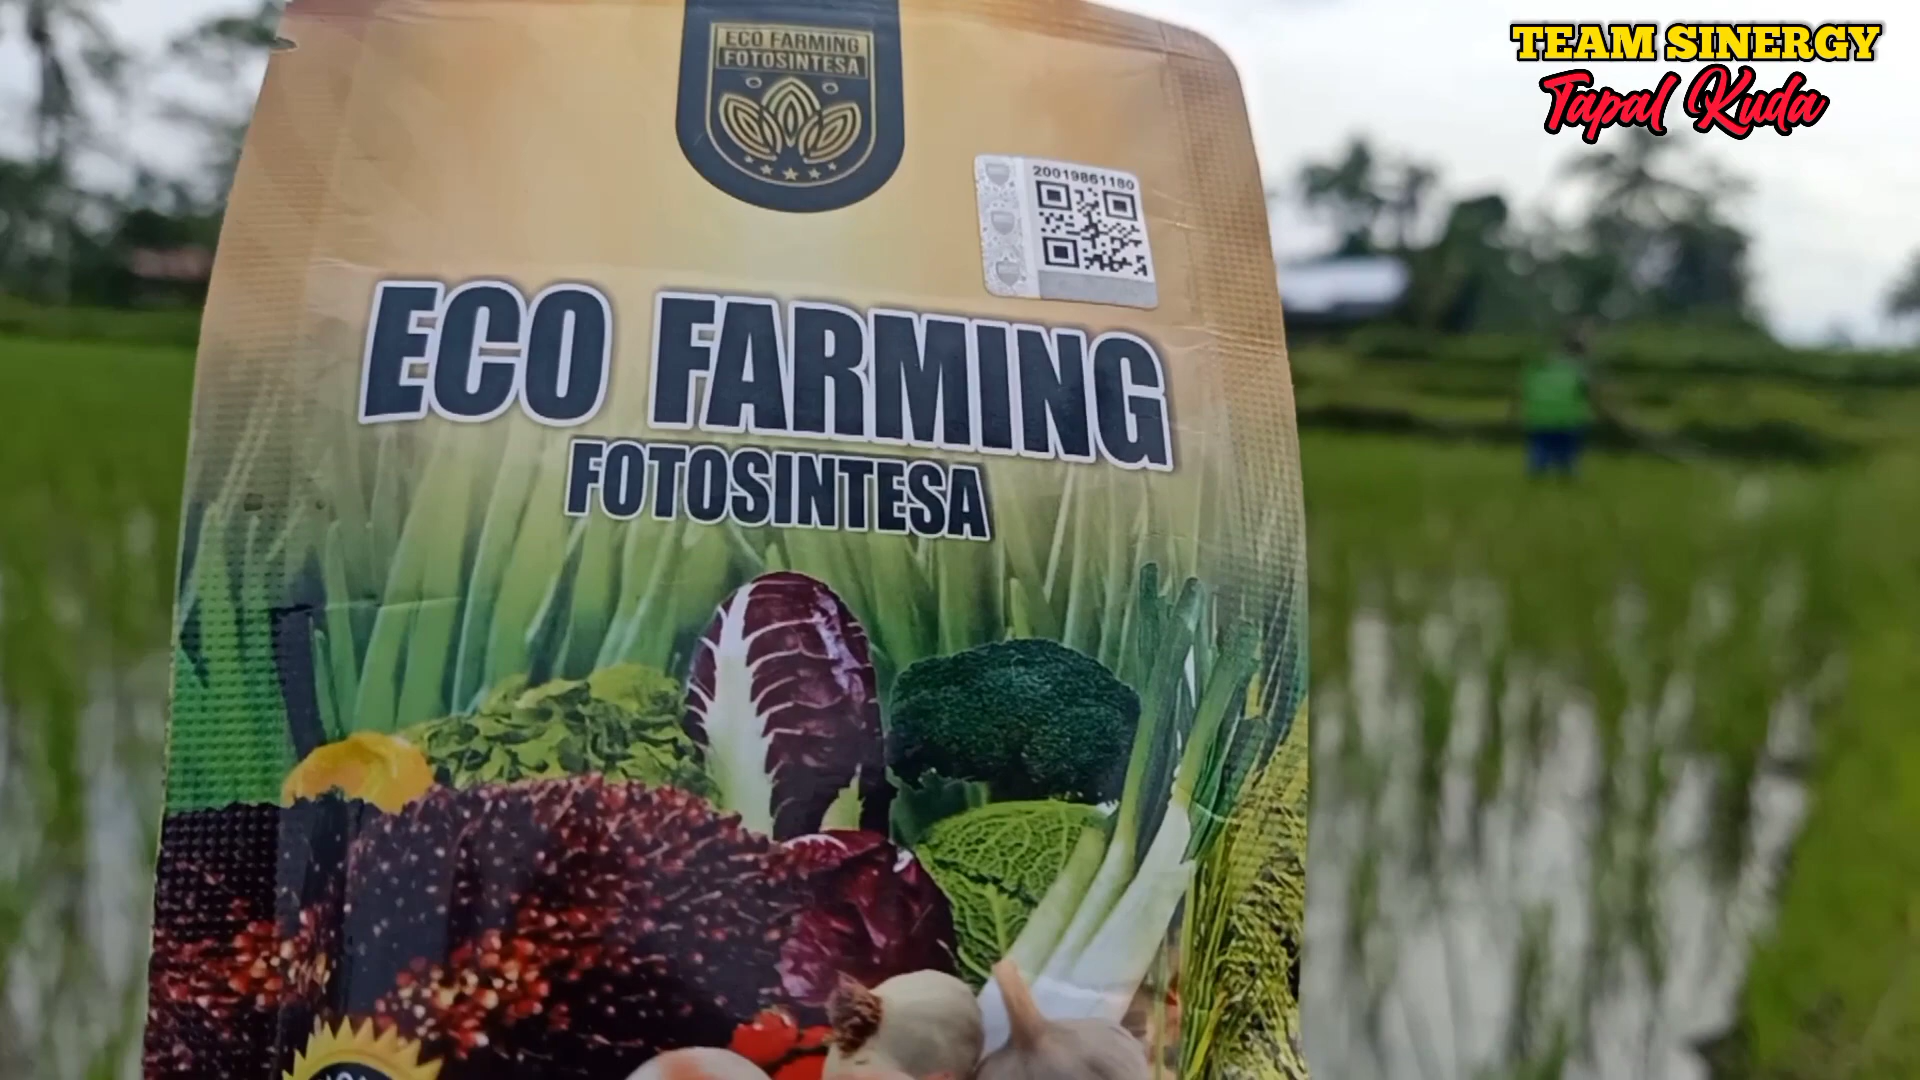 TEAM SINERGY
Tapal Kuda
ECO FARMING
FOTOSINTESA
20019861180
ECO FARMING
FOTOSINTESA